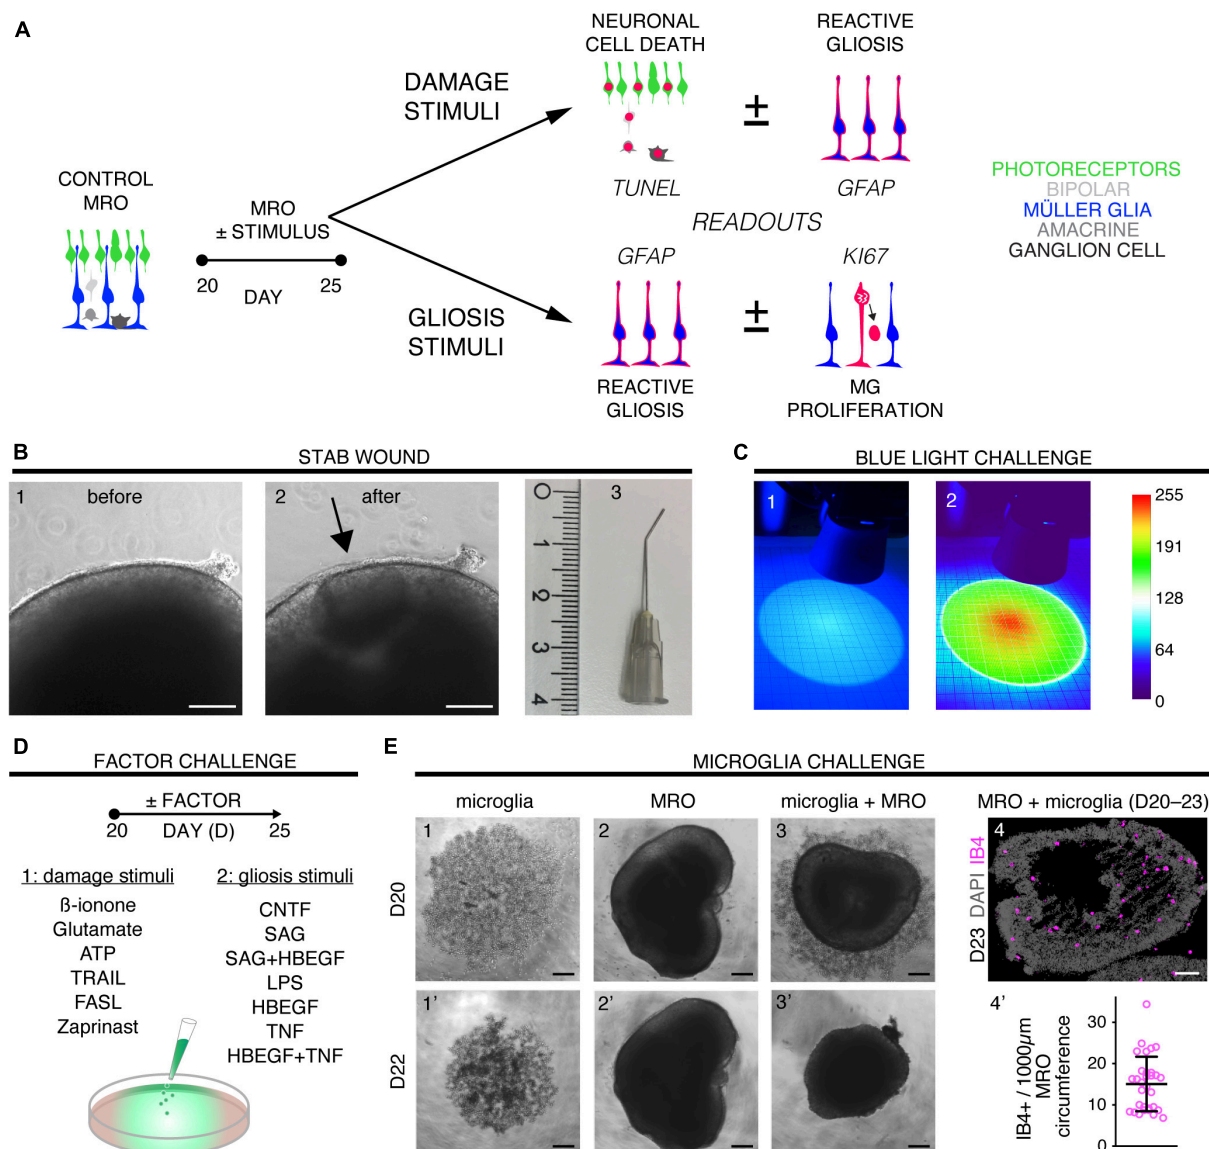 A
CONTROL
MRO
MRO
± STIMULUS
20
25
DAY
DAMAGE
STIMULI
GLIOSIS
STIMULI
NEURONAL
CELL DEATH
±
REACTIVE
GLIOSIS
TUNEL
GFAP
READOUTS
GFAP
KI67
±
REACTIVE
GLIOSIS
MG
PROLIFERATION
PHOTORECEPTORS
BIPOLAR
MÜLLER GLIA
AMACRINE
GANGLION CELL
B
STAB WOUND
1 before
2 after
3
0
1
2
3
4
C
BLUE LIGHT CHALLENGE
1
2
255
191
128
64
0
D
FACTOR CHALLENGE
± FACTOR
20 DAY (D) 25
1: damage stimuli
ß-ionone
Glutamate
ATP
TRAIL
FASL
Zaprinast
2: gliosis stimuli
CNTF
SAG
SAG+HBEGF
LPS
HBEGF
TNF
HBEGF+TNF
E
MICROGLIA CHALLENGE
microglia
MRO
microglia + MRO
MRO + microglia (D20–23)
D20
1
2
3
4
D23 DAPI IB4
D22
1'
2'
3'
4'
IB4+ / 1000µm
MRO
circumference
30
20
10
0